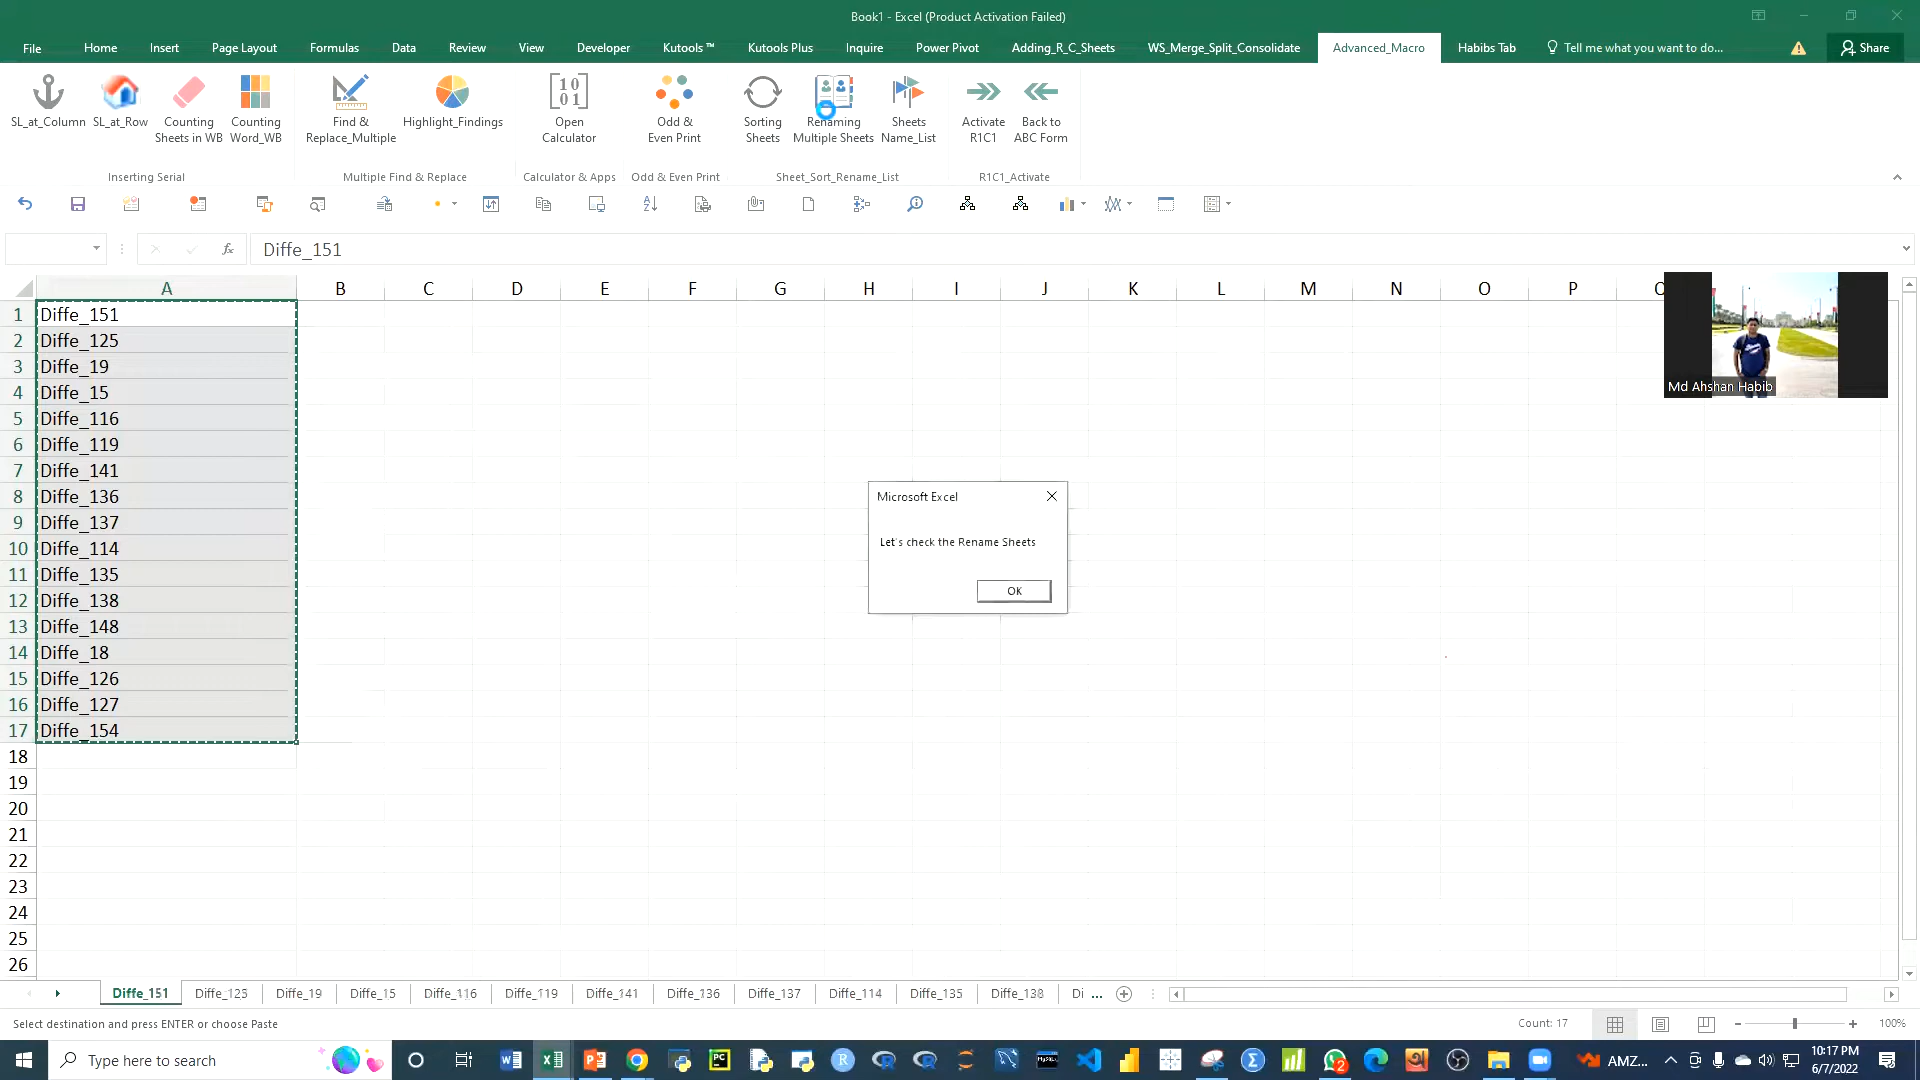 Book1 - Excel (Product Activation Failed)
File Home Insert Page Layout Formulas Data Review View Developer Kutools ™ Kutools Plus Inquire Power Pivot Adding_R_C_Sheets WS_Merge_Split_Consolidate Advanced_Macro Habibs Tab Tell me what you want to do... Share
SL_at_Column SL_at_Row Counting Sheets in WB Counting Word_WB Find & Replace_Multiple Highlight_Findings Open Calculator Odd & Even Print Sorting Sheets Renaming Multiple Sheets Sheets Name_List Activate R1C1 Back to ABC Form
Inserting Serial Multiple Find & Replace Calculator & Apps Odd & Even Print Sheet_Sort_Rename_List R1C1_Activate
fx Diffe_151
A B C D E F G H I J K L M N O P
1 Diffe_151
2 Diffe_125
3 Diffe_19
4 Diffe_15
Md Ahshan Habib
5 Diffe_116
6 Diffe_119
7 Diffe_141
8 Diffe_136
9 Diffe_137
10 Diffe_114
11 Diffe_135
12 Diffe_138
13 Diffe_148
14 Diffe_18
15 Diffe_126
16 Diffe_127
17 Diffe_154
18
19
20
21
22
23
24
25
26
Microsoft Excel
Let's check the Rename Sheets
OK
Diffe_151 Diffe_125 Diffe_19 Diffe_15 Diffe_116 Diffe_119 Diffe_141 Diffe_136 Diffe_137 Diffe_114 Diffe_135 Diffe_138 Di ...
Select destination and press ENTER or choose Paste Count: 17 100%
Type here to search AMZ... 10:17 PM
6/7/2022